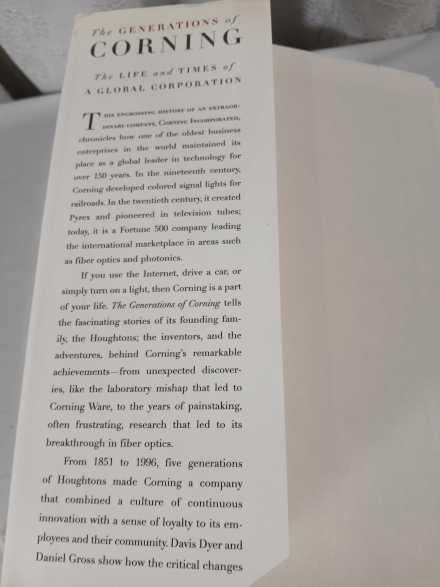 The GENERATIONS of
CORNING
The LIFE and TIMES of
A GLOBAL CORPORATION
THIS ENGROSSING HISTORY OF AN EXTRAOR-
DINARY COMPANY, CORNING INCORPORATED,
chronicles how one of the oldest business
enterprises in the world maintained its
place as a global leader in technology for
over 150 years. In the nineteenth century,
Corning developed colored signal lights for
railroads. In the twentieth century, it created
Pyrex and pioneered in television tubes;
today, it is a Fortune 500 company leading
the international marketplace in areas such
as fiber optics and photonics.
If you use the Internet, drive a car, or
simply turn on a light, then Corning is a part
of your life. The Generations of Corning tells
the fascinating stories of its founding fam-
ily, the Houghtons; the inventors, and the
adventures, behind Corning's remarkable
achievements—from unexpected discover-
ies, like the laboratory mishap that led to
Corning Ware, to the years of painstaking,
often frustrating, research that led to its
breakthrough in fiber optics.
From 1851 to 1996, five generations
of Houghtons made Corning a company
that combined a culture of continuous
innovation with a sense of loyalty to its em-
ployees and their community. Davis Dyer and
Daniel Gross show how the critical changes